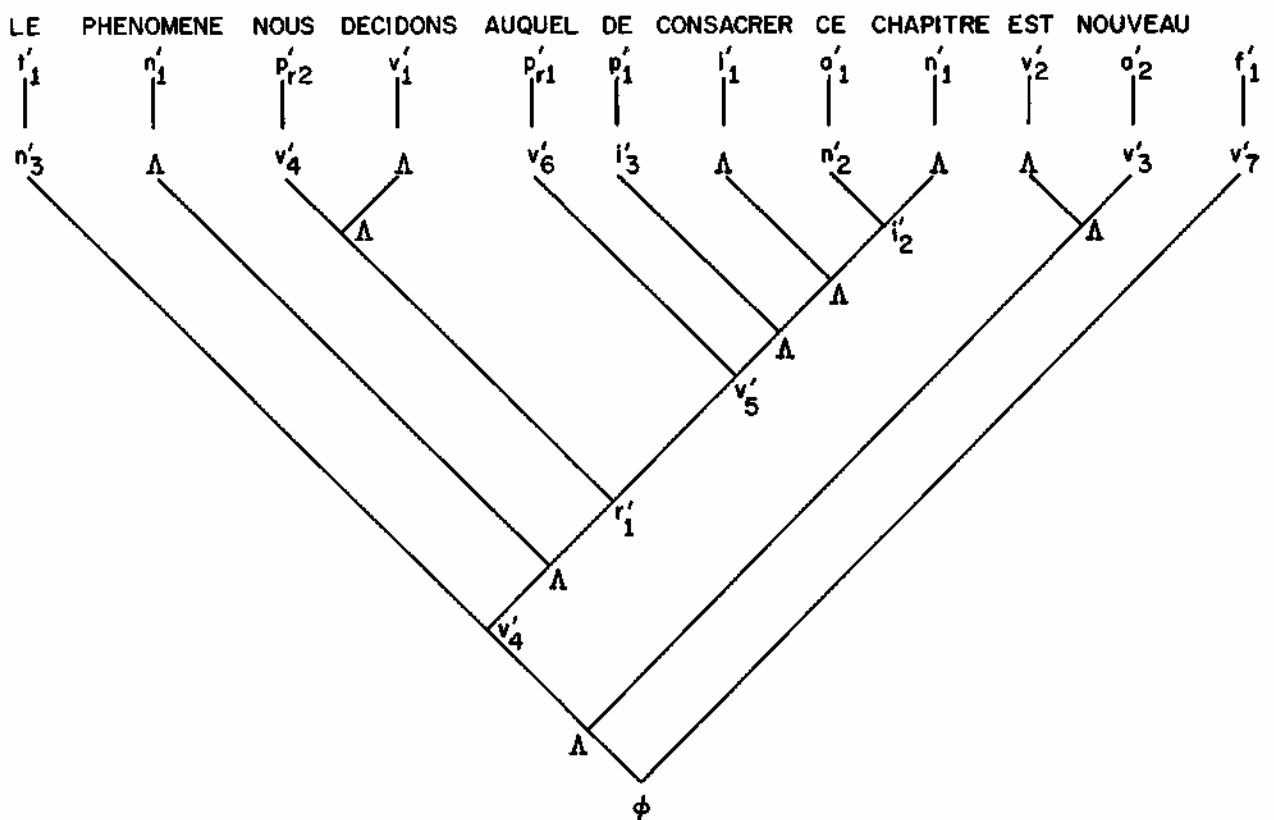 LE PHENOMENE NOUS DECIDONS AUQUEL DE CONSACRER CE CHAPITRE EST NOUVEAU
t'₁ n'₁ p'ᵣ₂ v'₁ p'ᵣ₁ p'₁ i'₁ a'₁ n'₁ v'₂ a'₂ f'₁
n'₃ Λ v'₄ Λ v'₆ i'₃ Λ n'₂ Λ Λ v'₃ v'₇
Λ i'₂ Λ
Λ
Λ
v'₅
r'₁
Λ
v'₄
Λ
ϕ